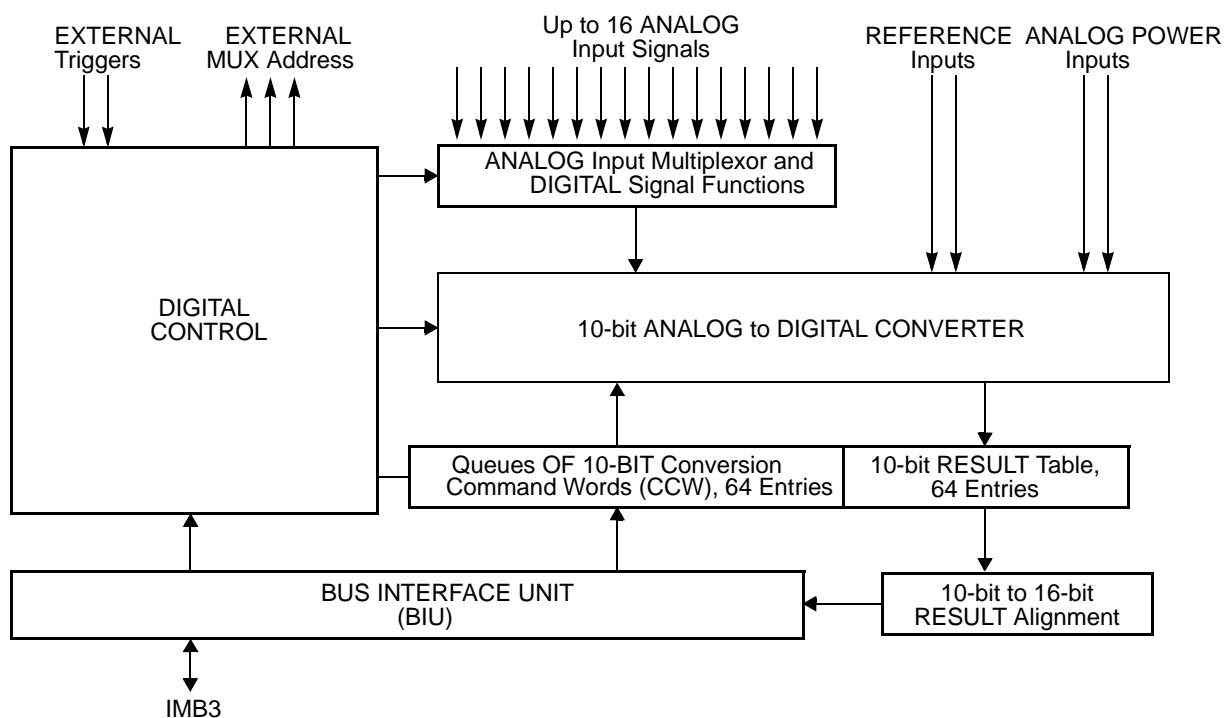 EXTERNAL
Triggers
EXTERNAL
MUX Address
Up to 16 ANALOG
Input Signals
REFERENCE
Inputs
ANALOG POWER
Inputs
ANALOG Input Multiplexor and
DIGITAL Signal Functions
DIGITAL
CONTROL
10-bit ANALOG to DIGITAL CONVERTER
Queues OF 10-BIT Conversion
Command Words (CCW), 64 Entries
10-bit RESULT Table,
64 Entries
BUS INTERFACE UNIT
(BIU)
10-bit to 16-bit
RESULT Alignment
IMB3